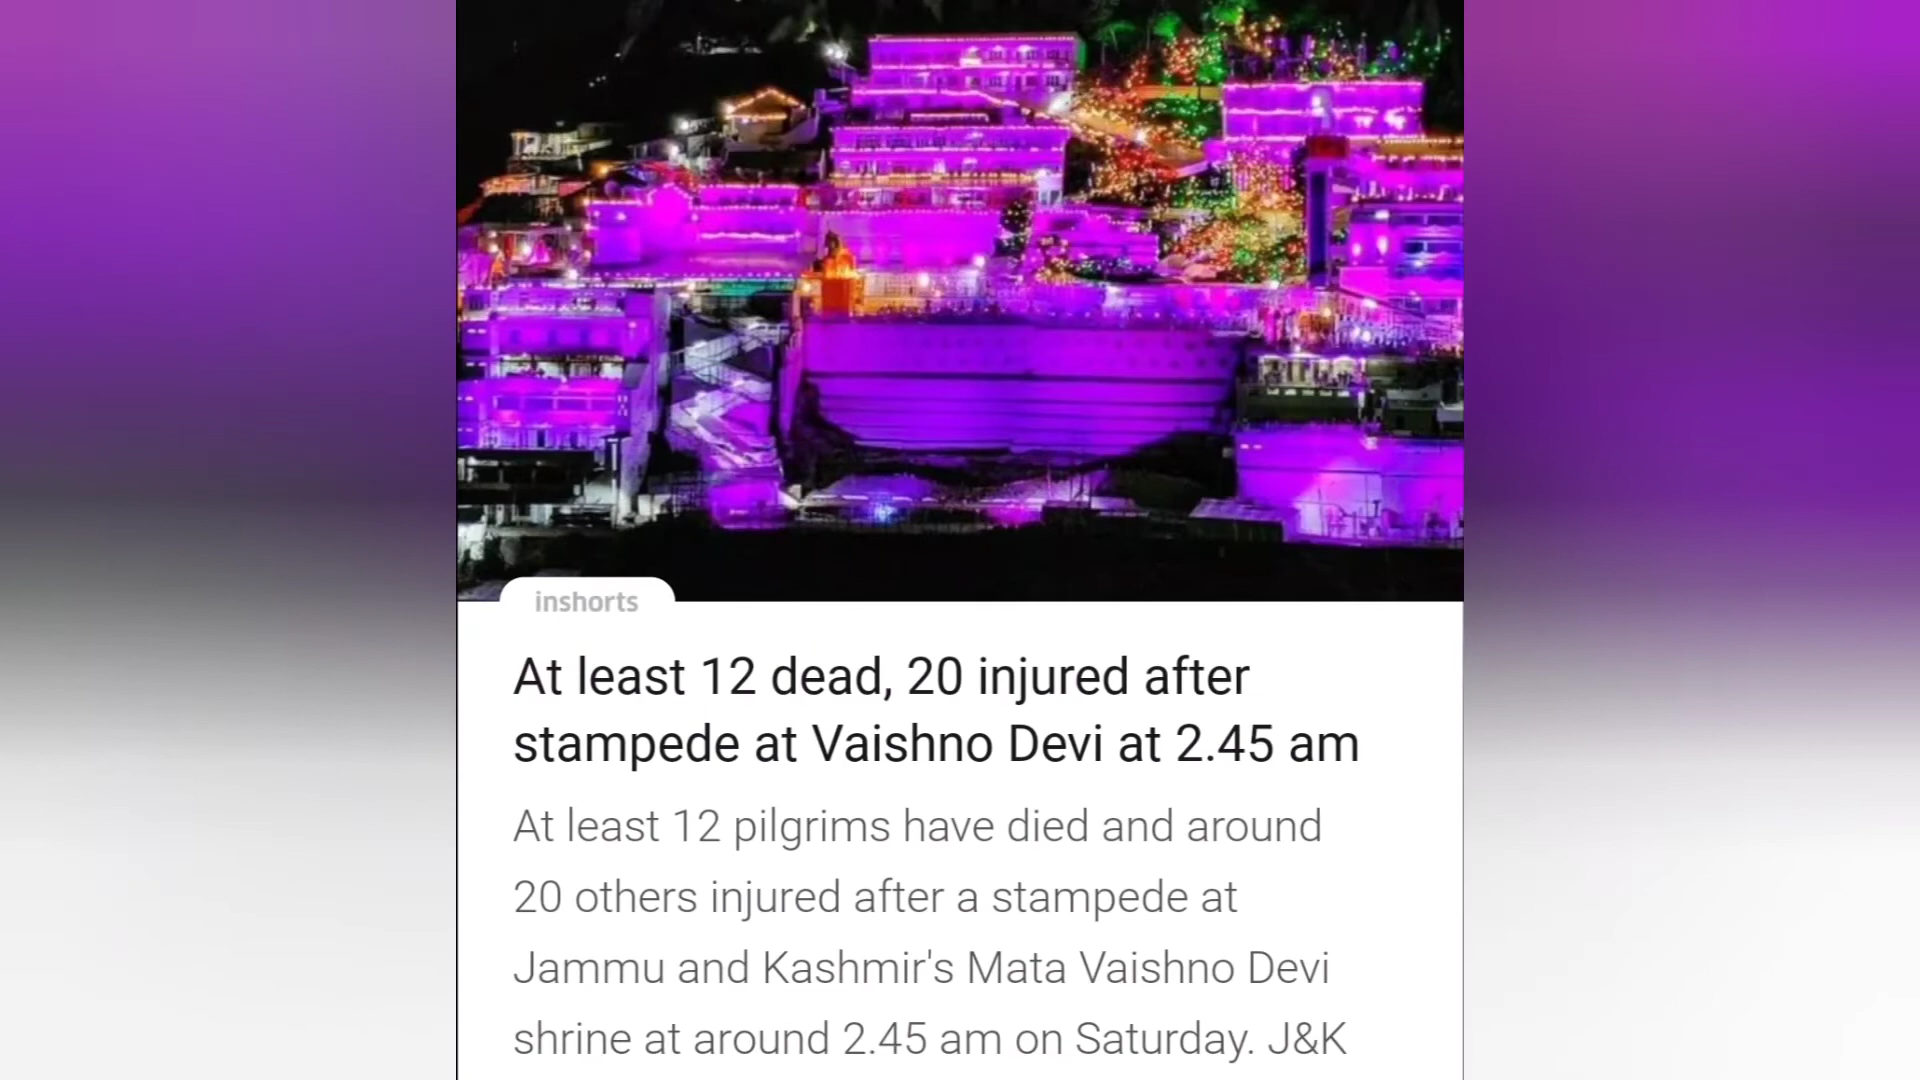 inshorts
At least 12 dead, 20 injured after
stampede at Vaishno Devi at 2.45 am
At least 12 pilgrims have died and around
20 others injured after a stampede at
Jammu and Kashmir's Mata Vaishno Devi
shrine at around 2.45 am on Saturday. J&K